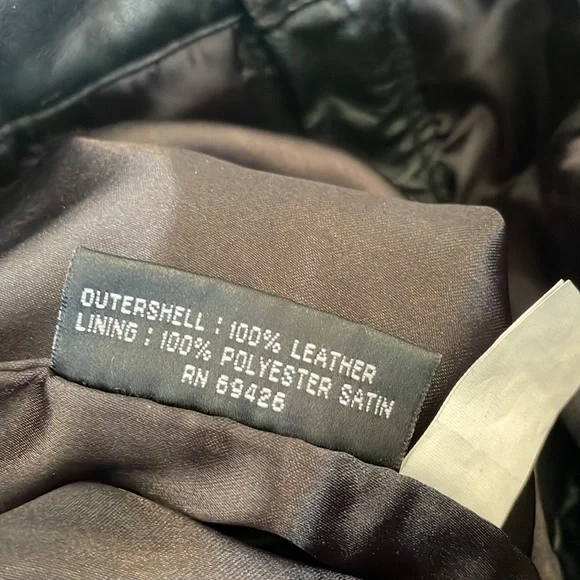 OUTERSHELL : 100% LEATHER
LINING : 100% POLYESTER SATIN
RN 69426